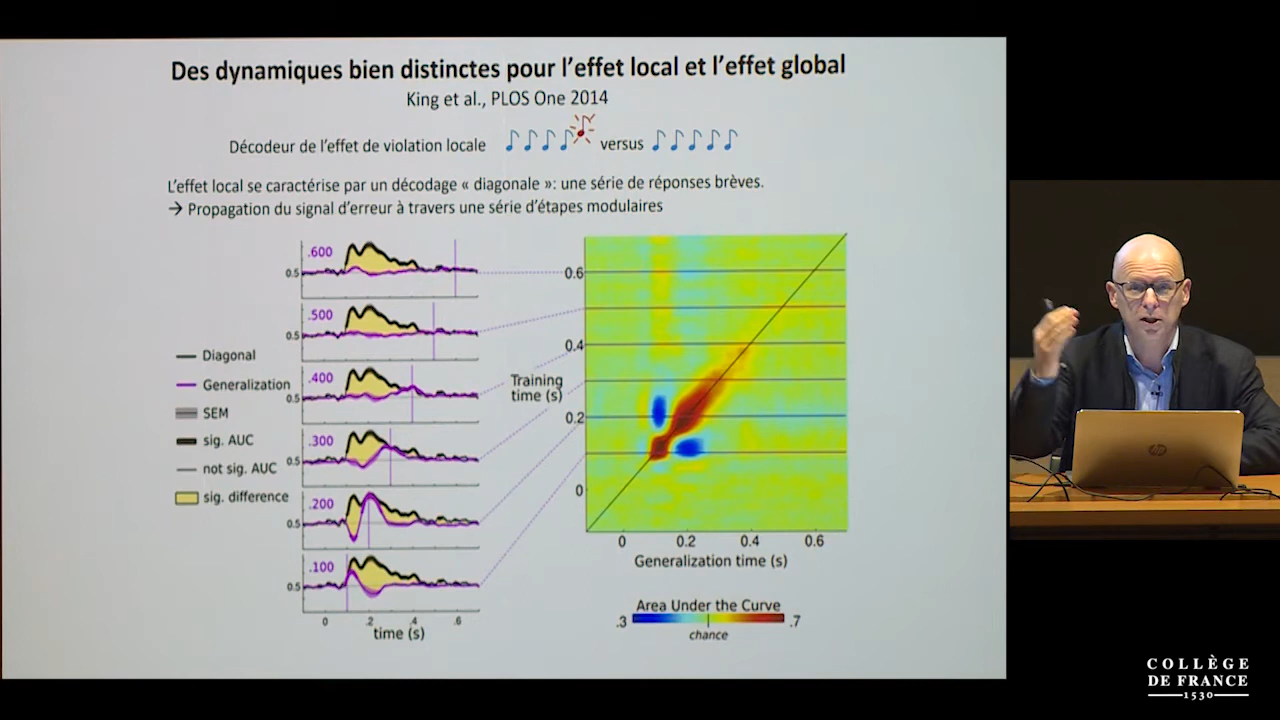 Des dynamiques bien distinctes pour l'effet local et l'effet global
King et al., PLOS One 2014
Décodeur de l'effet de violation locale versus
L'effet local se caractérise par un décodage « diagonale »: une série de réponses brèves.
→ Propagation du signal d'erreur à travers une série d'étapes modulaires
Diagonal
Generalization
SEM
sig. AUC
not sig. AUC
sig. difference
.600
0.5
.500
0.5
.400
0.5
.300
0.5
.200
0.5
.100
0.5
0 .2 .4 .6
time (s)
Training
time (s)
0.6
0.4
0.2
0
0 0.2 0.4 0.6
Generalization time (s)
Area Under the Curve
.3 .7
chance
hp
COLLÈGE
DE FRANCE
1530